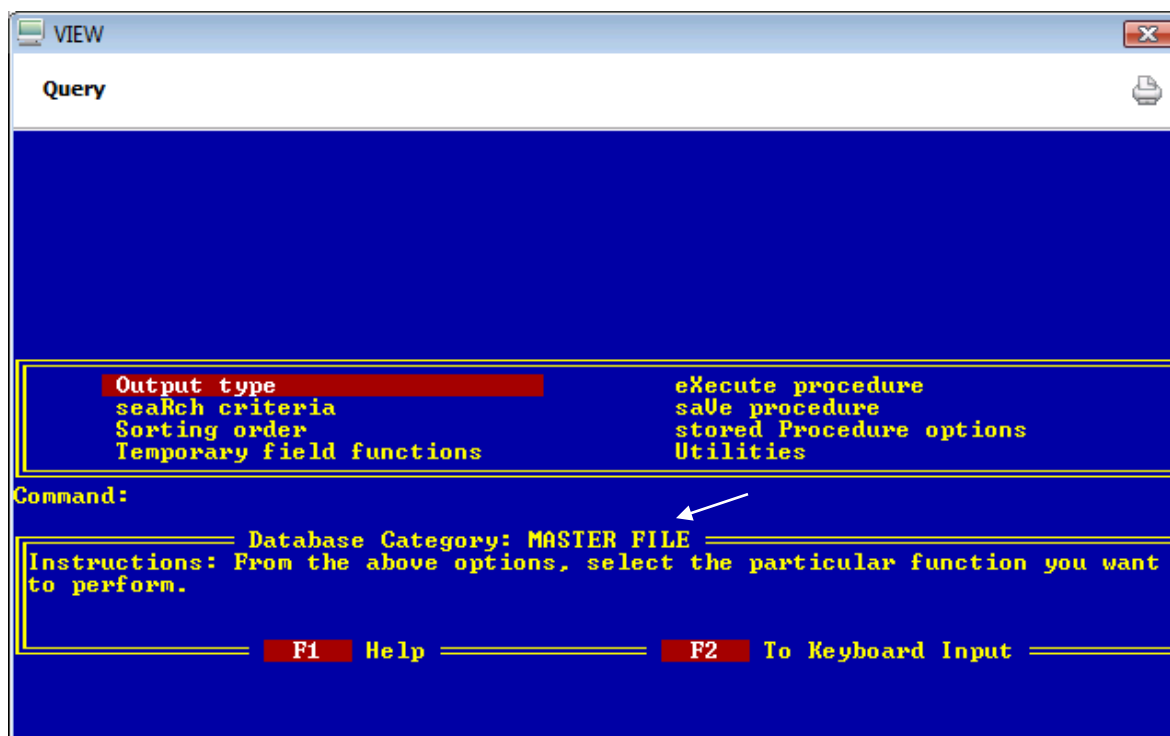 VIEW
Query
Output type eXecute procedure
seaRch criteria saVe procedure
Sorting order stored Procedure options
Temporary field functions Utilities
Command:
Database Category: MASTER FILE
Instructions: From the above options, select the particular function you want
to perform.
F1 Help F2 To Keyboard Input